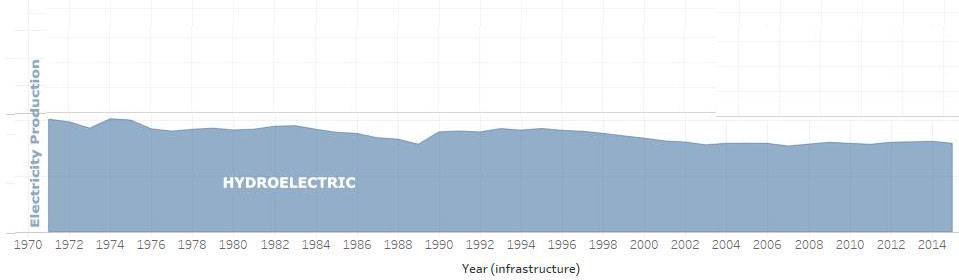 Electricity Production
HYDROELECTRIC
1970 1972 1974 1976 1978 1980 1982 1984 1986 1988 1990 1992 1994 1996 1998 2000 2002 2004 2006 2008 2010 2012 2014
Year (infrastructure)